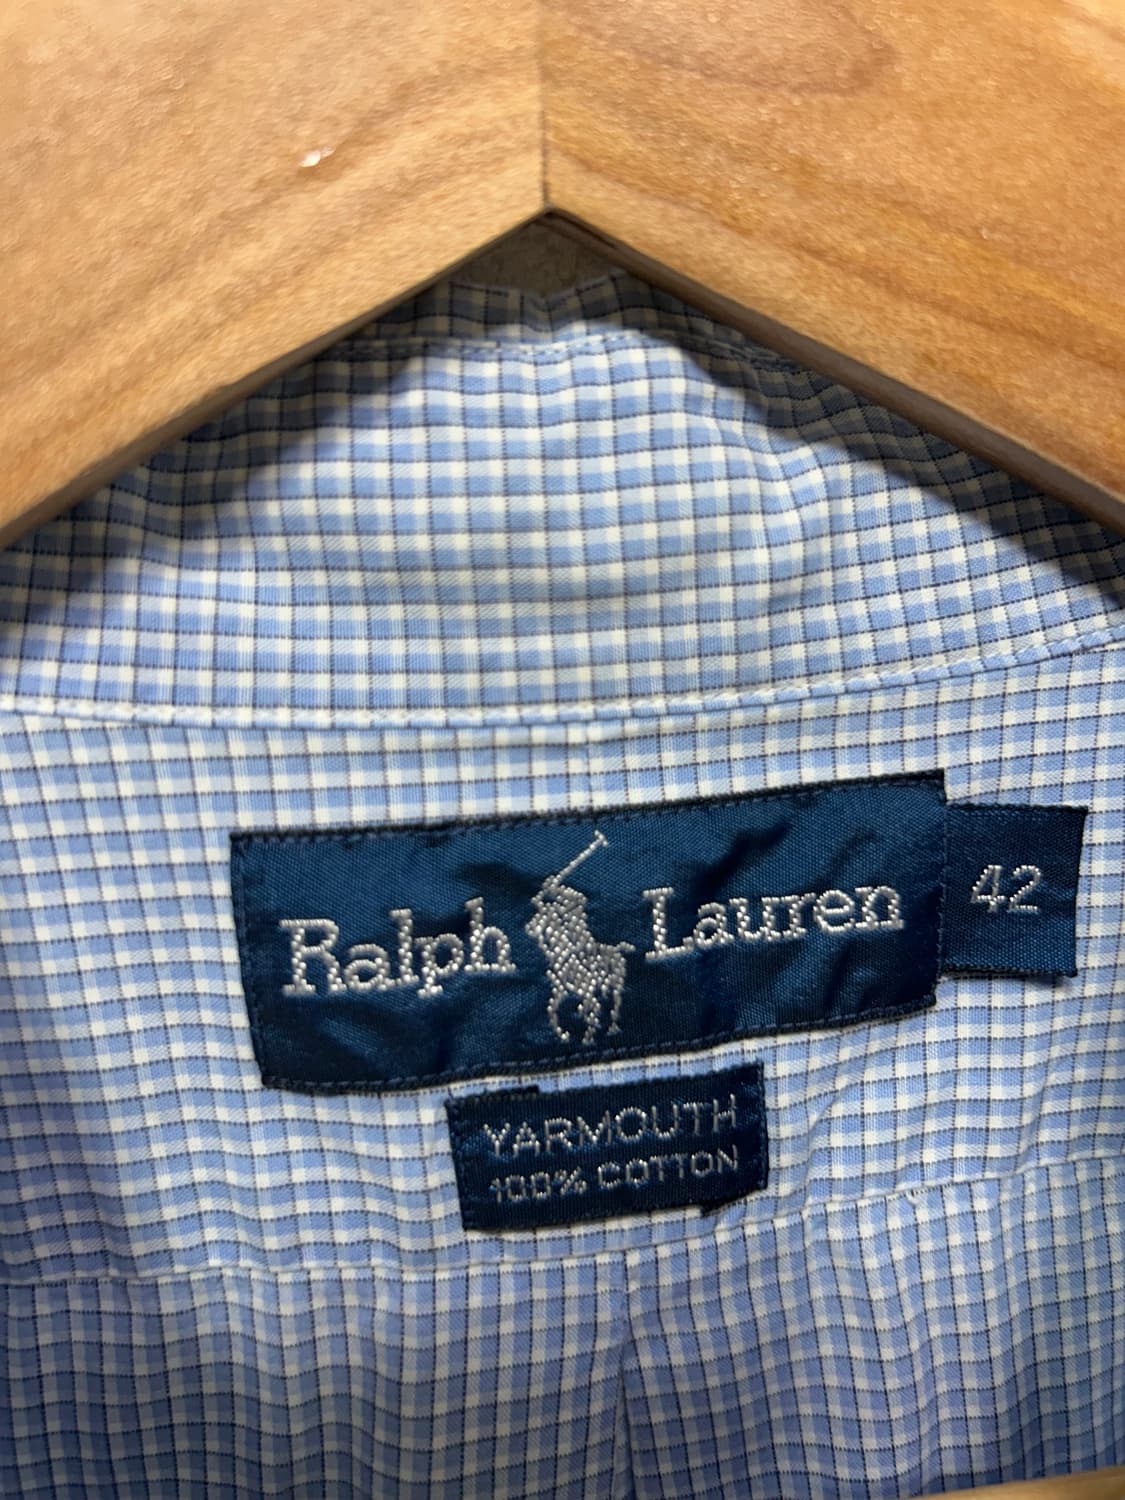 Ralph Lauren
42
YARMOUTH
100% COTTON